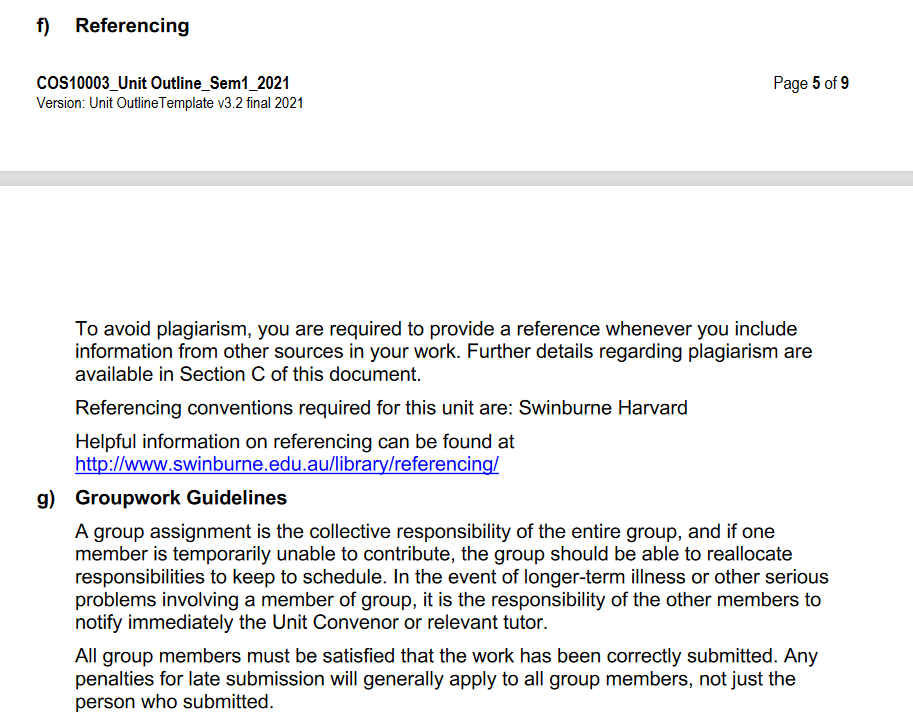 f) Referencing
COS10003_Unit Outline_Sem1_2021 Page 5 of 9
Version: Unit OutlineTemplate v3.2 final 2021
To avoid plagiarism, you are required to provide a reference whenever you include
information from other sources in your work. Further details regarding plagiarism are
available in Section C of this document.
Referencing conventions required for this unit are: Swinburne Harvard
Helpful information on referencing can be found at
http://www.swinburne.edu.au/library/referencing/
g) Groupwork Guidelines
A group assignment is the collective responsibility of the entire group, and if one
member is temporarily unable to contribute, the group should be able to reallocate
responsibilities to keep to schedule. In the event of longer-term illness or other serious
problems involving a member of group, it is the responsibility of the other members to
notify immediately the Unit Convenor or relevant tutor.
All group members must be satisfied that the work has been correctly submitted. Any
penalties for late submission will generally apply to all group members, not just the
person who submitted.